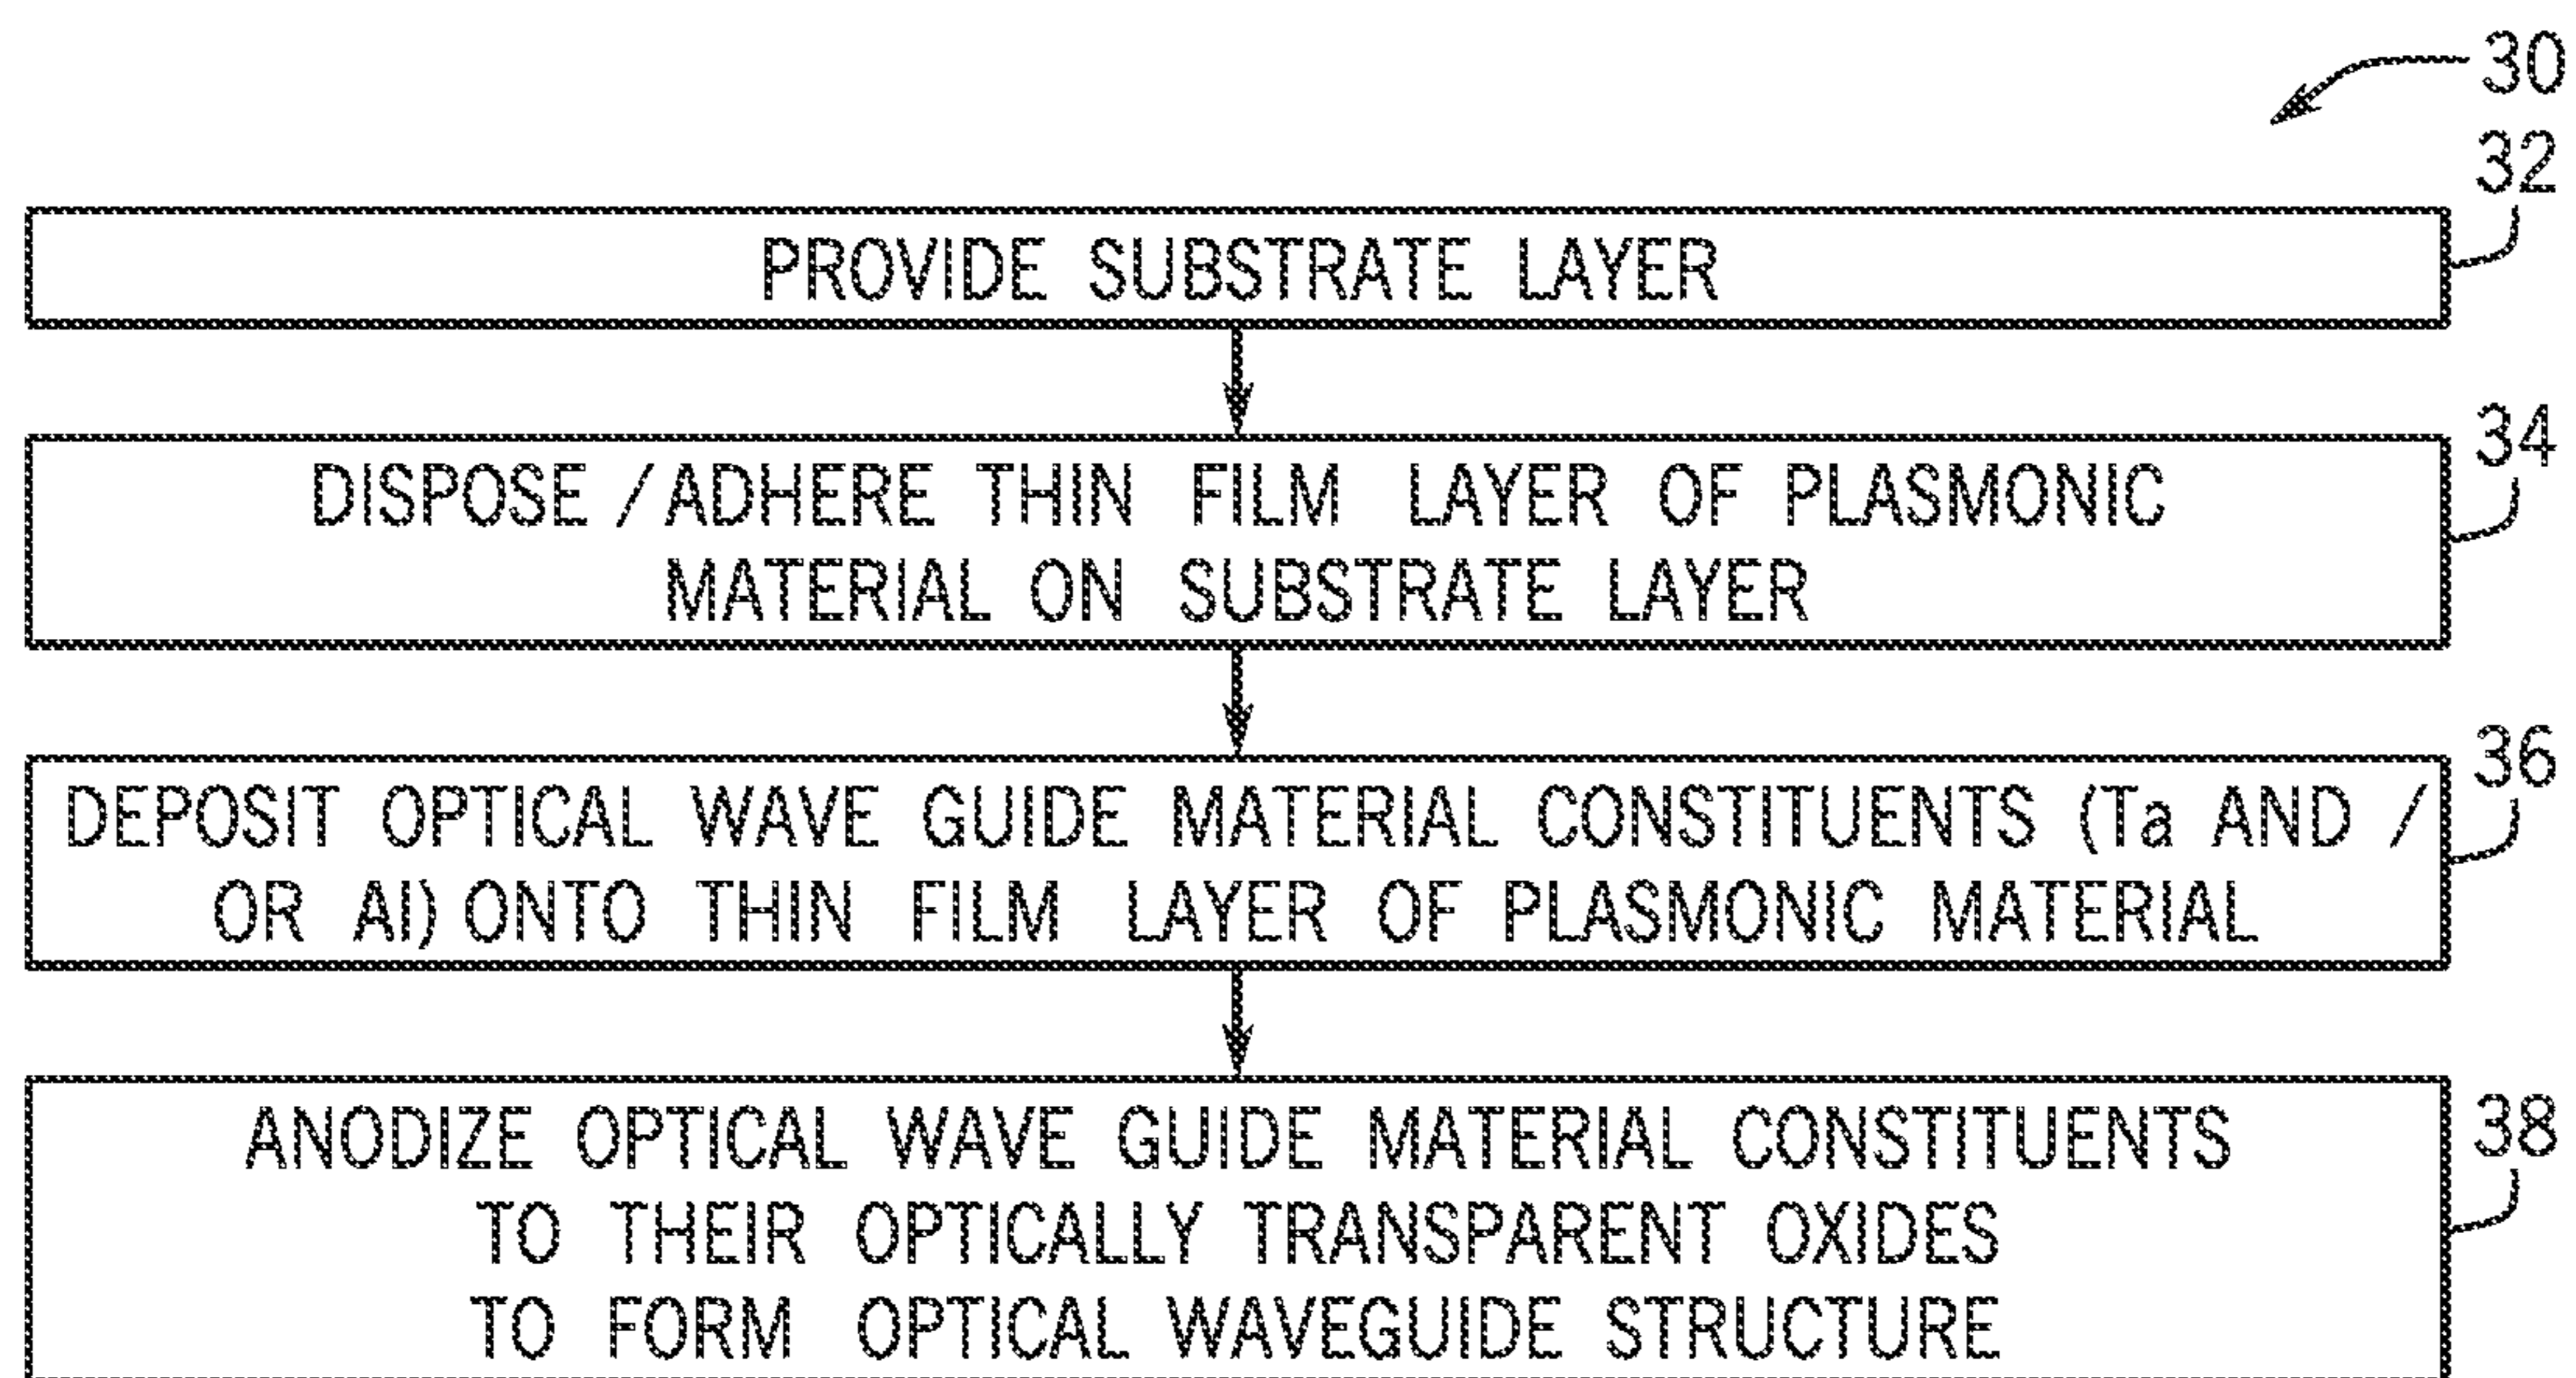 30
32
PROVIDE SUBSTRATE LAYER
34
DISPOSE / ADHERE THIN FILM LAYER OF PLASMONIC
MATERIAL ON SUBSTRATE LAYER
36
DEPOSIT OPTICAL WAVE GUIDE MATERIAL CONSTITUENTS (Ta AND /
OR Al) ONTO THIN FILM LAYER OF PLASMONIC MATERIAL
38
ANODIZE OPTICAL WAVE GUIDE MATERIAL CONSTITUENTS
TO THEIR OPTICALLY TRANSPARENT OXIDES
TO FORM OPTICAL WAVEGUIDE STRUCTURE